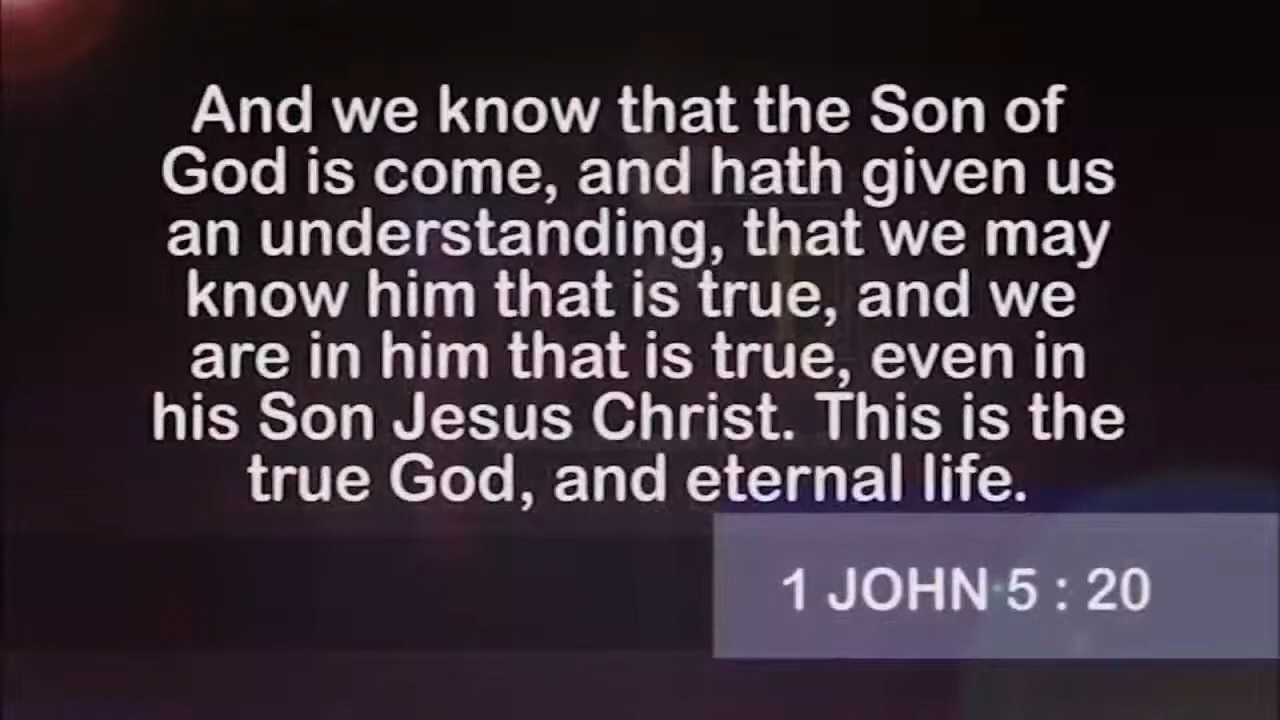 And we know that the Son of
God is come, and hath given us
an understanding, that we may
know him that is true, and we
are in him that is true, even in
his Son Jesus Christ. This is the
true God, and eternal life.
1 JOHN 5 : 20